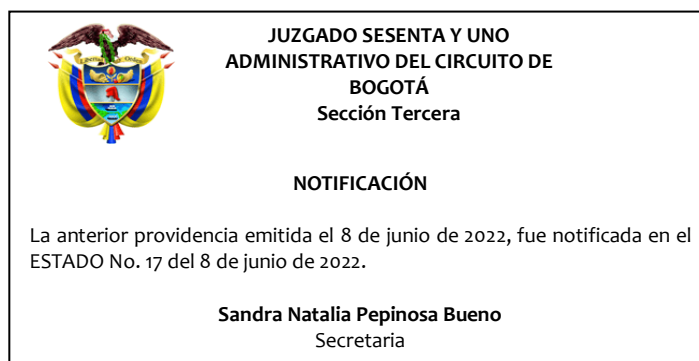 JUZGADO SESENTA Y UNO
ADMINISTRATIVO DEL CIRCUITO DE
BOGOTÁ
Sección Tercera
NOTIFICACIÓN
La anterior providencia emitida el 8 de junio de 2022, fue notificada en el
ESTADO No. 17 del 8 de junio de 2022.
Sandra Natalia Pepinosa Bueno
Secretaria